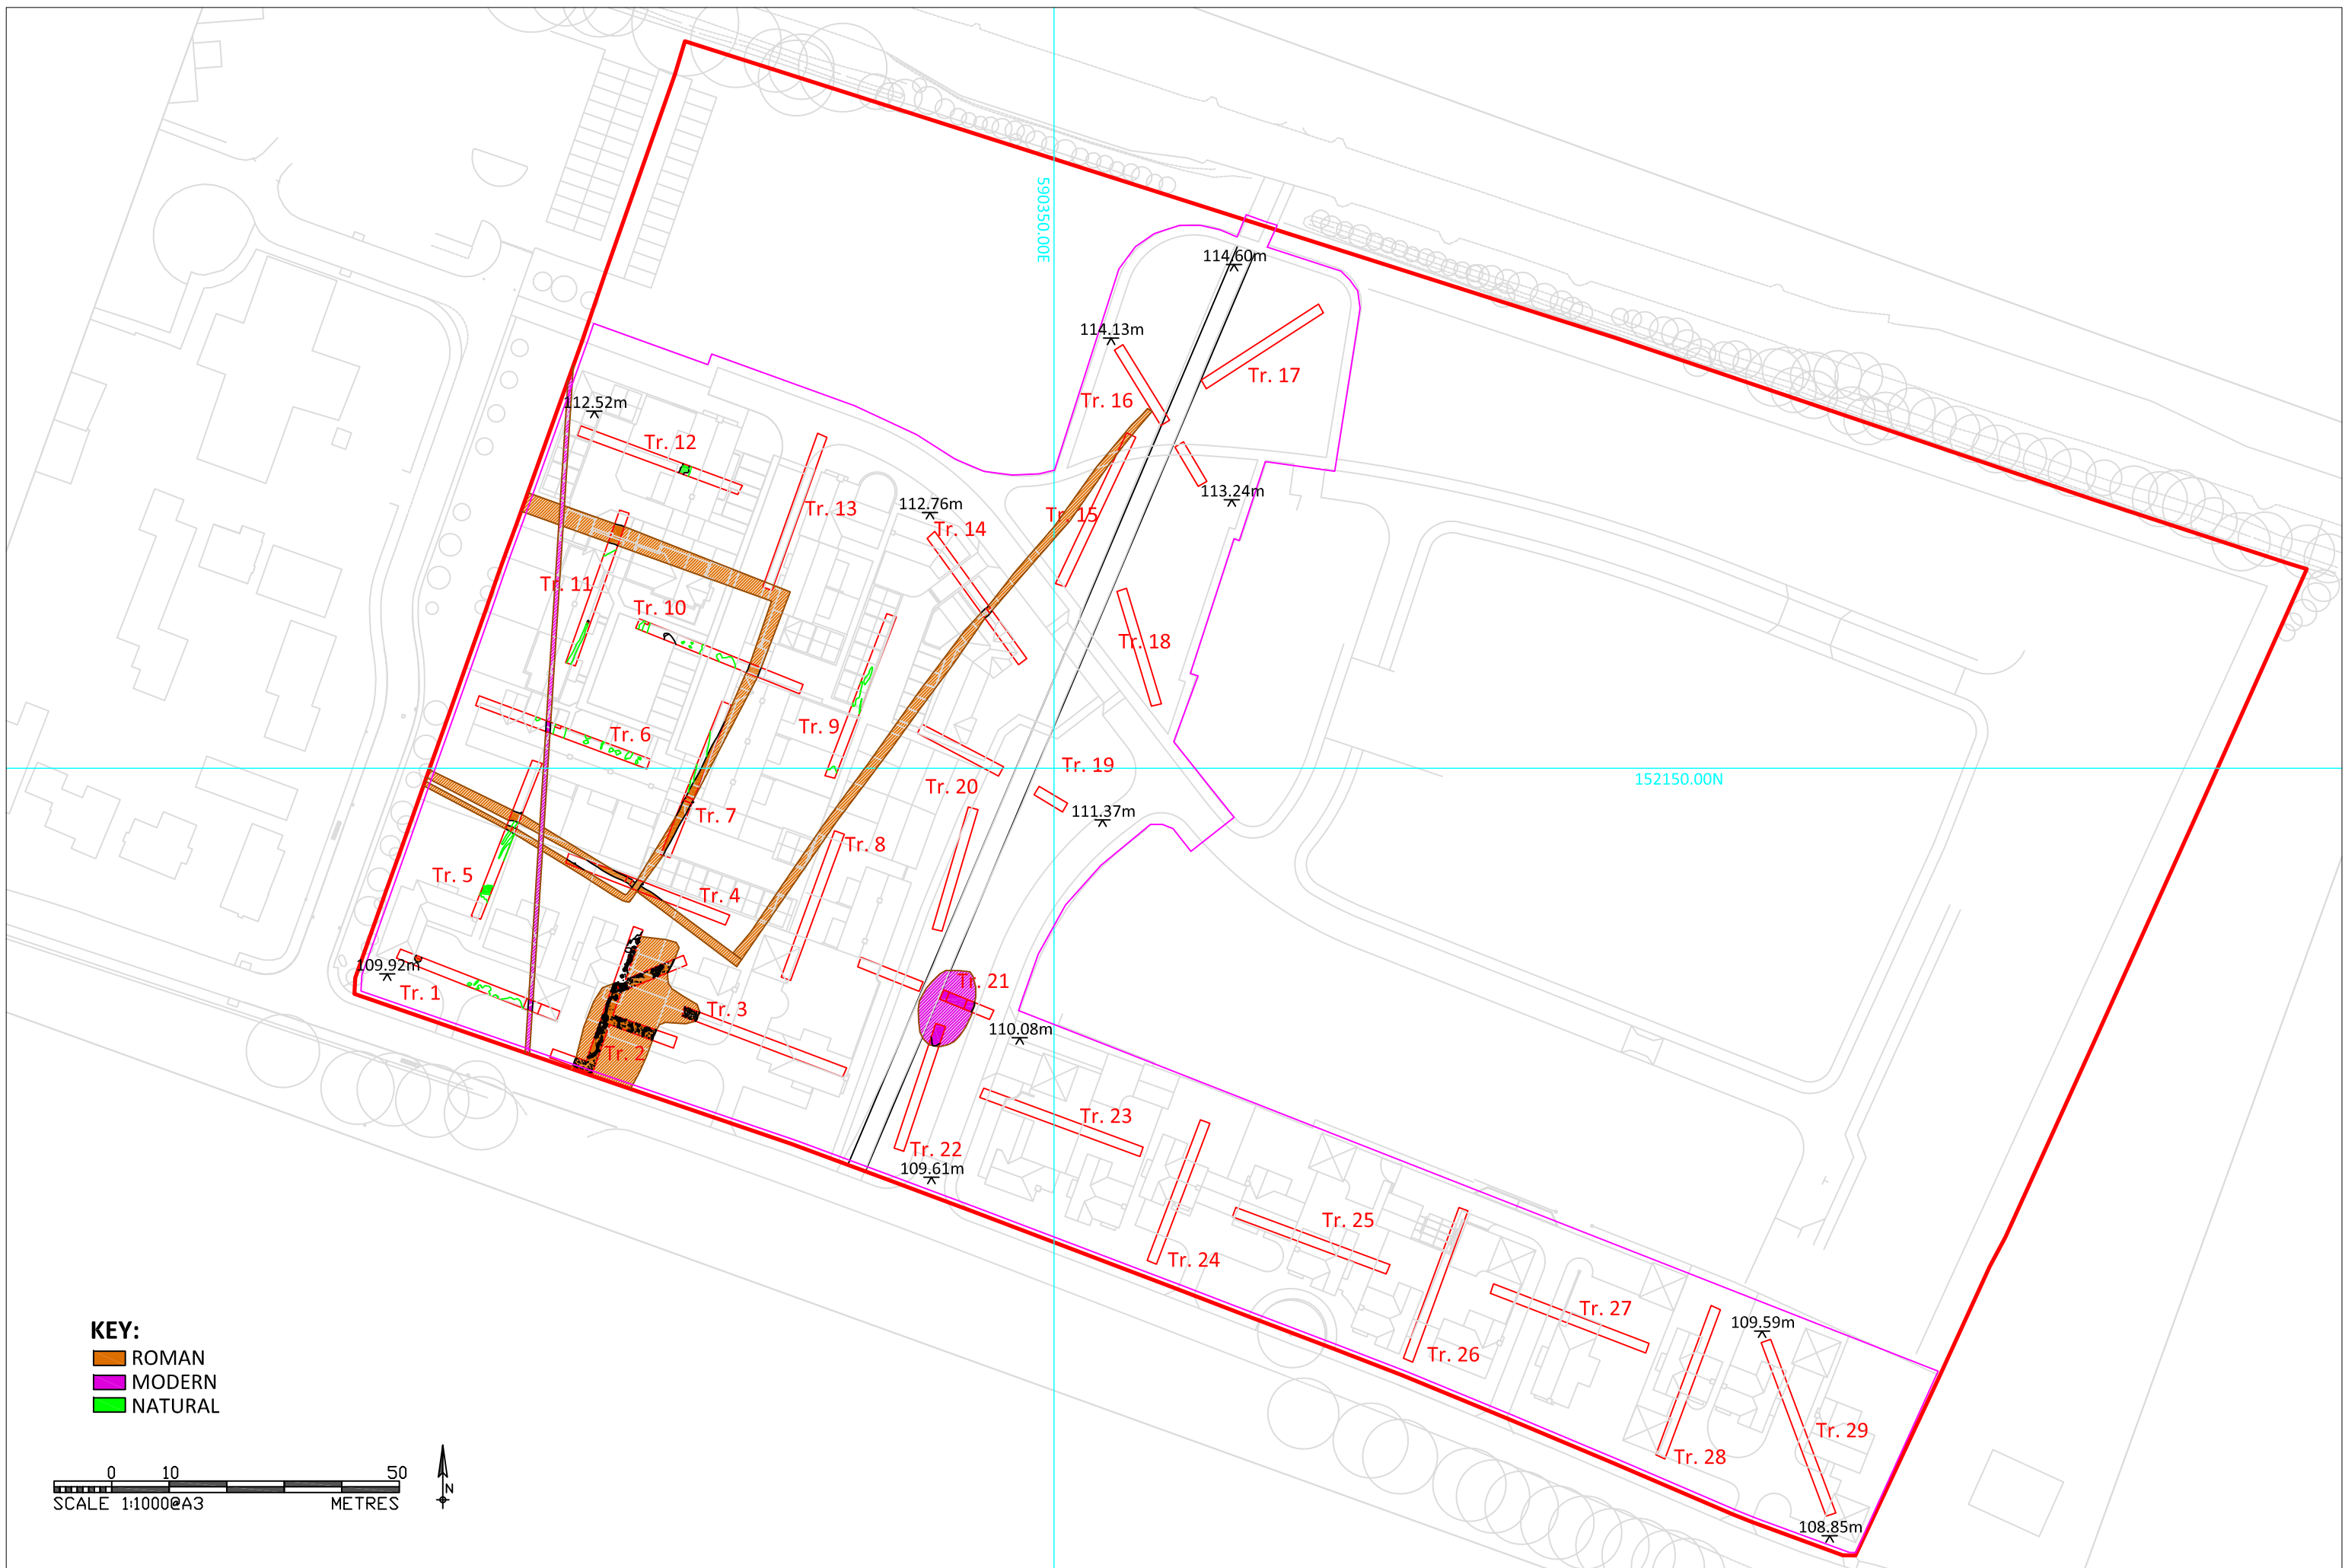 590350.00E
114.60m
114.13m
Tr. 17
Tr. 16
112.52m
Tr. 12
113.24m
112.76m
Tr. 13
Tr. 15
Tr. 14
Tr. 11
Tr. 10
Tr. 18
Tr. 9
Tr. 6
Tr. 19
152150.00N
Tr. 20
Tr. 7
111.37m
Tr. 8
Tr. 5
Tr. 4
109.92m
Tr. 1
Tr. 21
Tr. 3
110.08m
Tr. 2
Tr. 23
Tr. 22
109.61m
Tr. 25
Tr. 24
Tr. 27
109.59m
KEY:
ROMAN
MODERN
NATURAL
Tr. 26
Tr. 29
Tr. 28
0 10 50
N
SCALE 1:1000@A3 METRES
108.85m